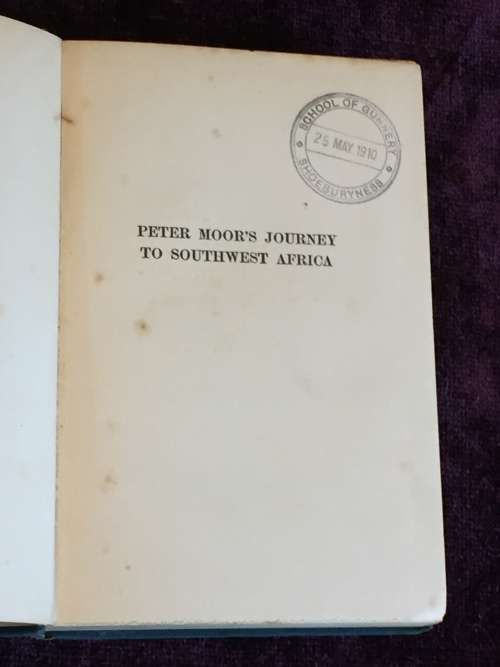 SCHOOL OF GUNNERY
25 MAY 1910
SHOEBURYNESS
PETER MOOR'S JOURNEY
TO SOUTHWEST AFRICA